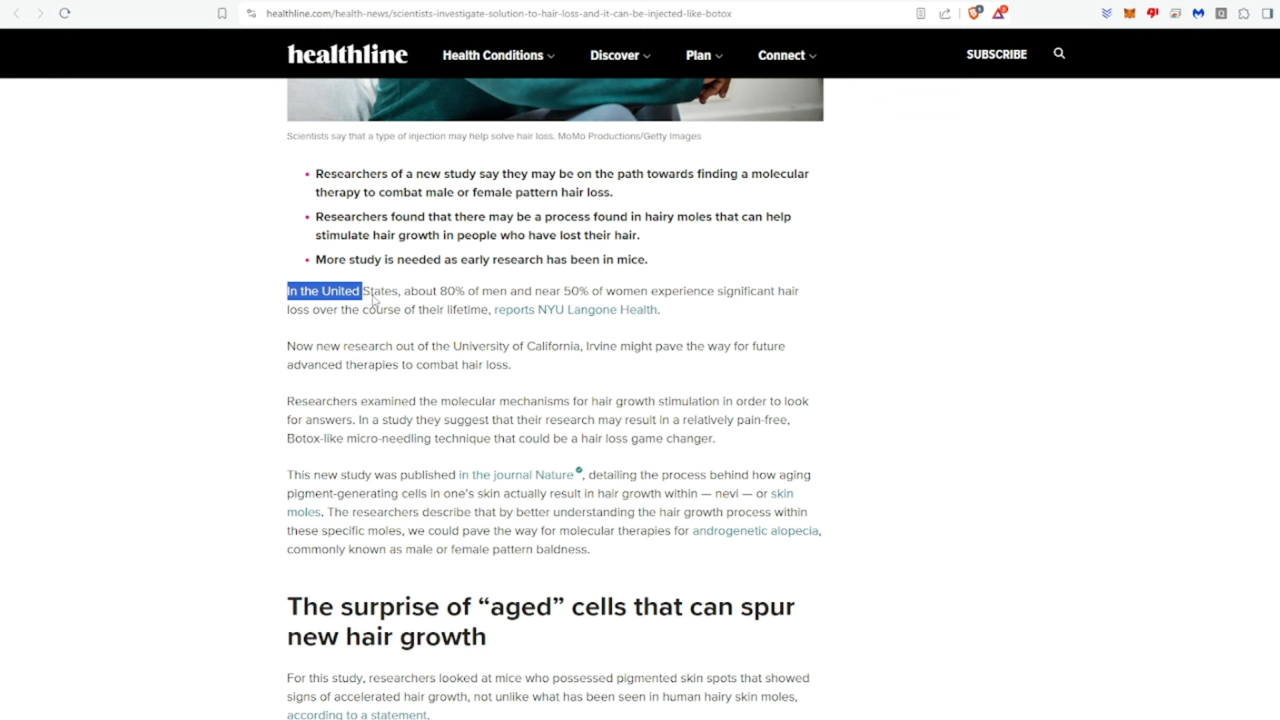 healthline.com/health-news/scientists-investigate-solution-to-hair-loss-and-it-can-be-injected-like-botox
healthline Health Conditions Discover Plan Connect SUBSCRIBE
Scientists say that a type of injection may help solve hair loss. MoMo Productions/Getty Images
• Researchers of a new study say they may be on the path towards finding a molecular
therapy to combat male or female pattern hair loss.
• Researchers found that there may be a process found in hairy moles that can help
stimulate hair growth in people who have lost their hair.
• More study is needed as early research has been in mice.
In the United States, about 80% of men and near 50% of women experience significant hair
loss over the course of their lifetime, reports NYU Langone Health.
Now new research out of the University of California, Irvine might pave the way for future
advanced therapies to combat hair loss.
Researchers examined the molecular mechanisms for hair growth stimulation in order to look
for answers. In a study they suggest that their research may result in a relatively pain-free,
Botox-like micro-needling technique that could be a hair loss game changer.
This new study was published in the journal Nature, detailing the process behind how aging
pigment-generating cells in one's skin actually result in hair growth within — nevi — or skin
moles. The researchers describe that by better understanding the hair growth process within
these specific moles, we could pave the way for molecular therapies for androgenetic alopecia,
commonly known as male or female pattern baldness.
The surprise of “aged” cells that can spur
new hair growth
For this study, researchers looked at mice who possessed pigmented skin spots that showed
signs of accelerated hair growth, not unlike what has been seen in human hairy skin moles,
according to a statement.